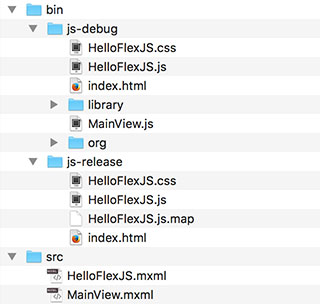 bin
js-debug
HelloFlexJS.css
HelloFlexJS.js
index.html
library
MainView.js
org
js-release
HelloFlexJS.css
HelloFlexJS.js
HelloFlexJS.js.map
index.html
src
HelloFlexJS.mxml
MainView.mxml